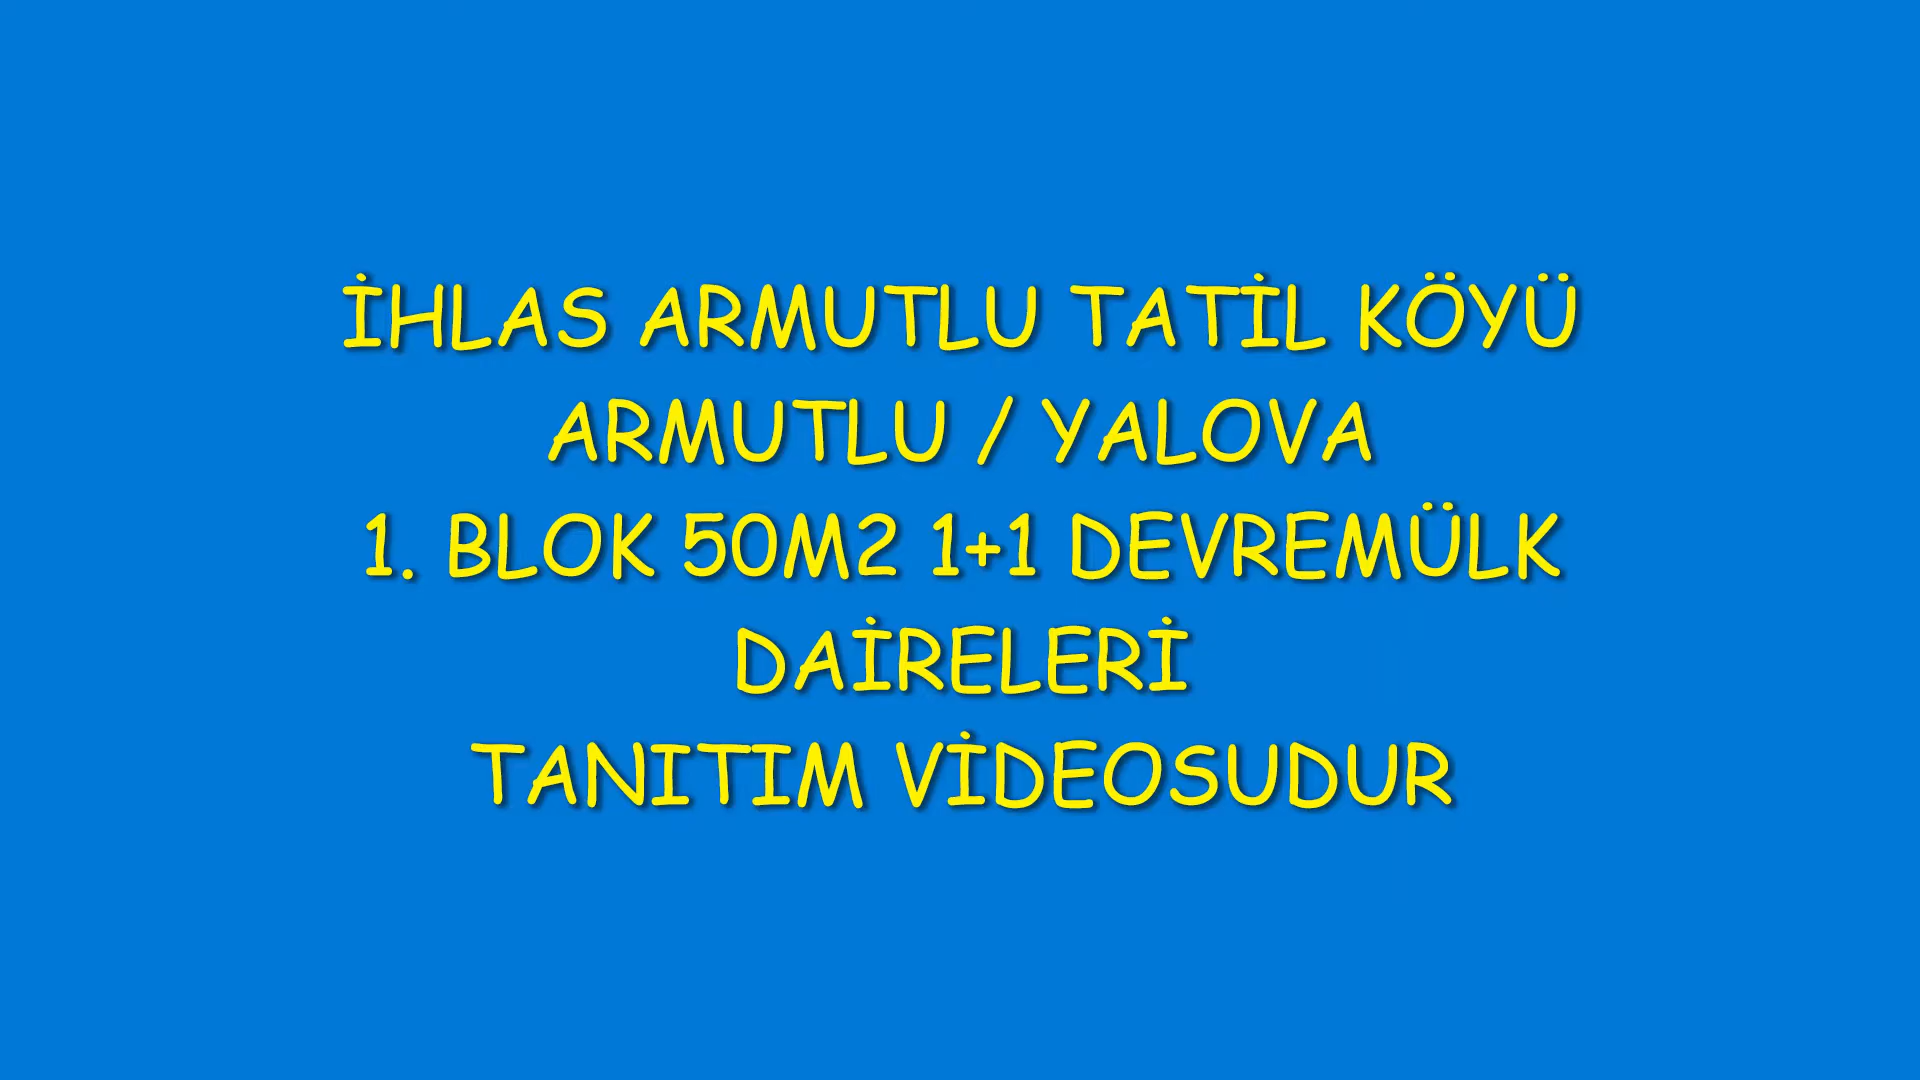 İHLAS ARMUTLU TATİL KÖYÜ
ARMUTLU / YALOVA
1. BLOK 50M2 1+1 DEVREMÜLK
DAİRELERİ
TANITIM VİDEOSUDUR